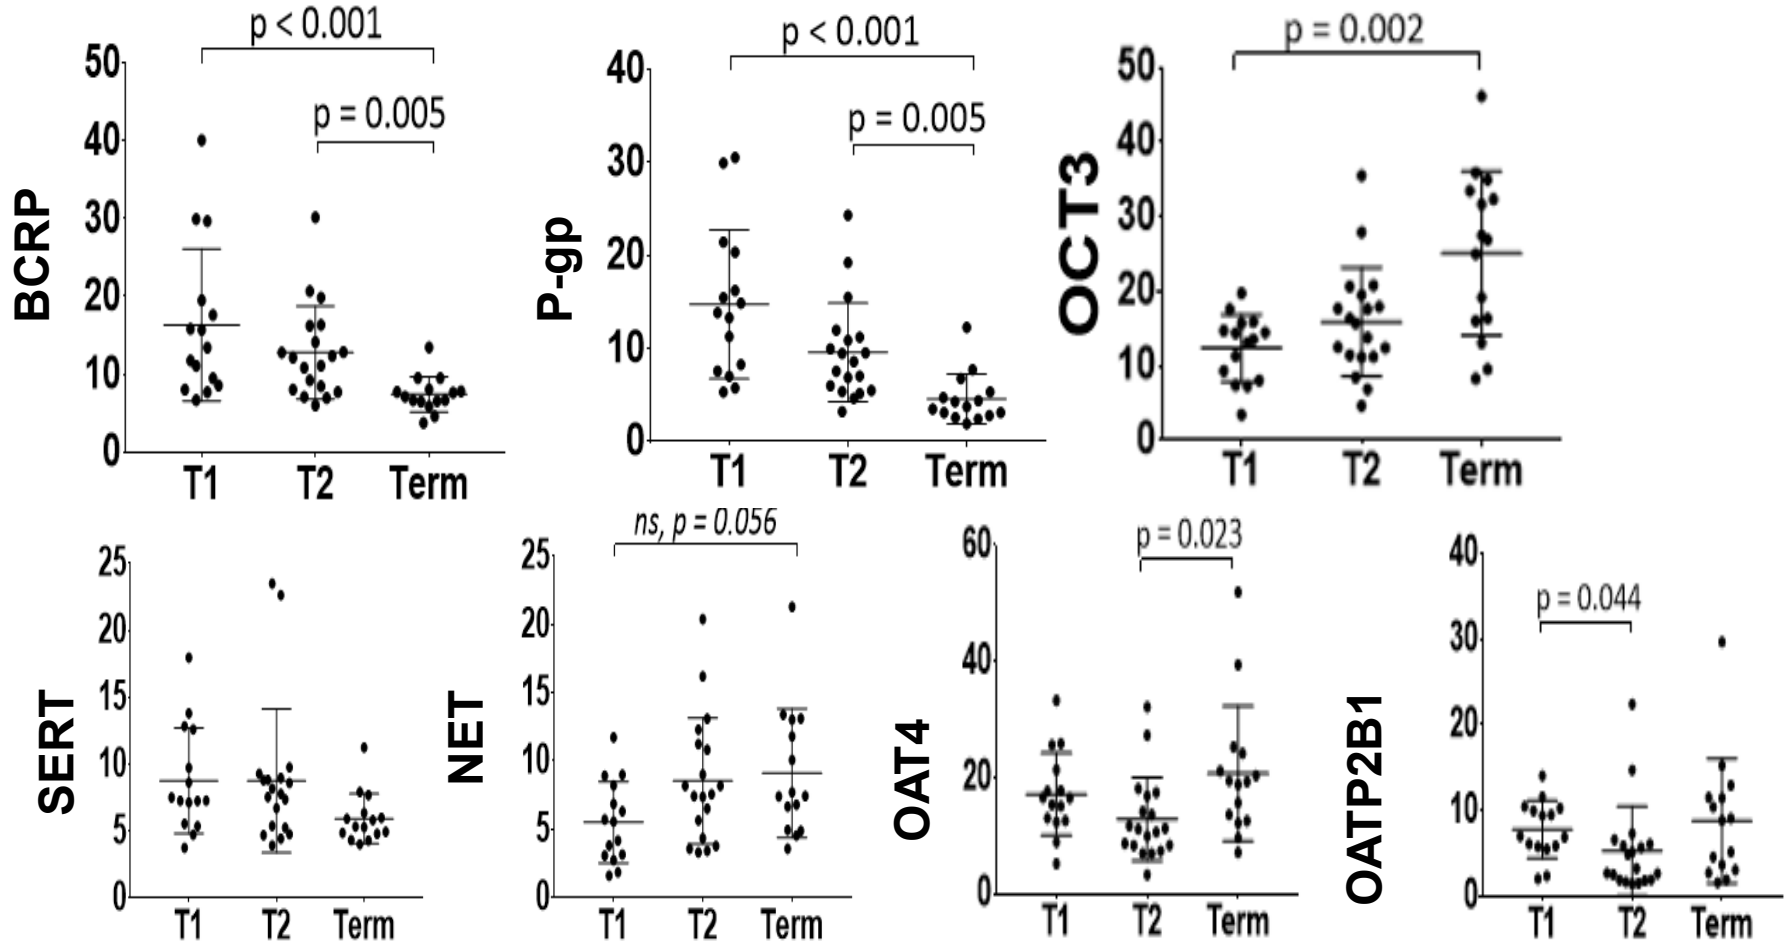 p < 0.001
p = 0.005
BCRP
50
40
30
20
10
0
T1 T2 Term
p < 0.001
p = 0.005
P-gp
40
30
20
10
0
T1 T2 Term
p = 0.002
OCT3
50
40
30
20
10
0
T1 T2 Term
SERT
25
20
15
10
5
0
T1 T2 Term
ns, p = 0.056
NET
25
20
15
10
5
0
T1 T2 Term
p = 0.023
OAT4
60
40
20
0
T1 T2 Term
p = 0.044
OATP2B1
40
30
20
10
0
T1 T2 Term